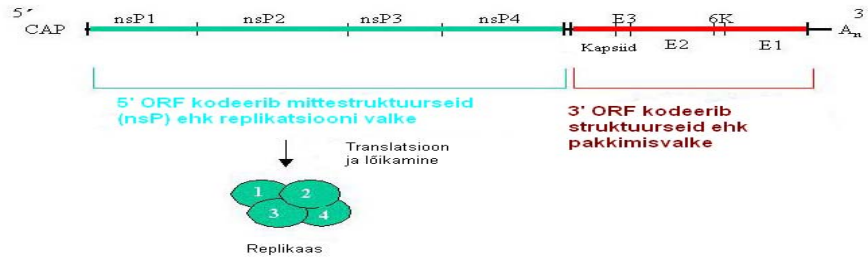 5´ nsP1 nsP2 nsP3 nsP4 E3 6K 3
CAP Kapsiid E2 E1 An
5' ORF kodeerib mittestruktuurseid
(nsP) ehk replikatsiooni valke
3' ORF kodeerib
struktuurseid ehk
pakkimisvalke
Translatsioon
ja lõikamine
1 2
3 4
Replikaas